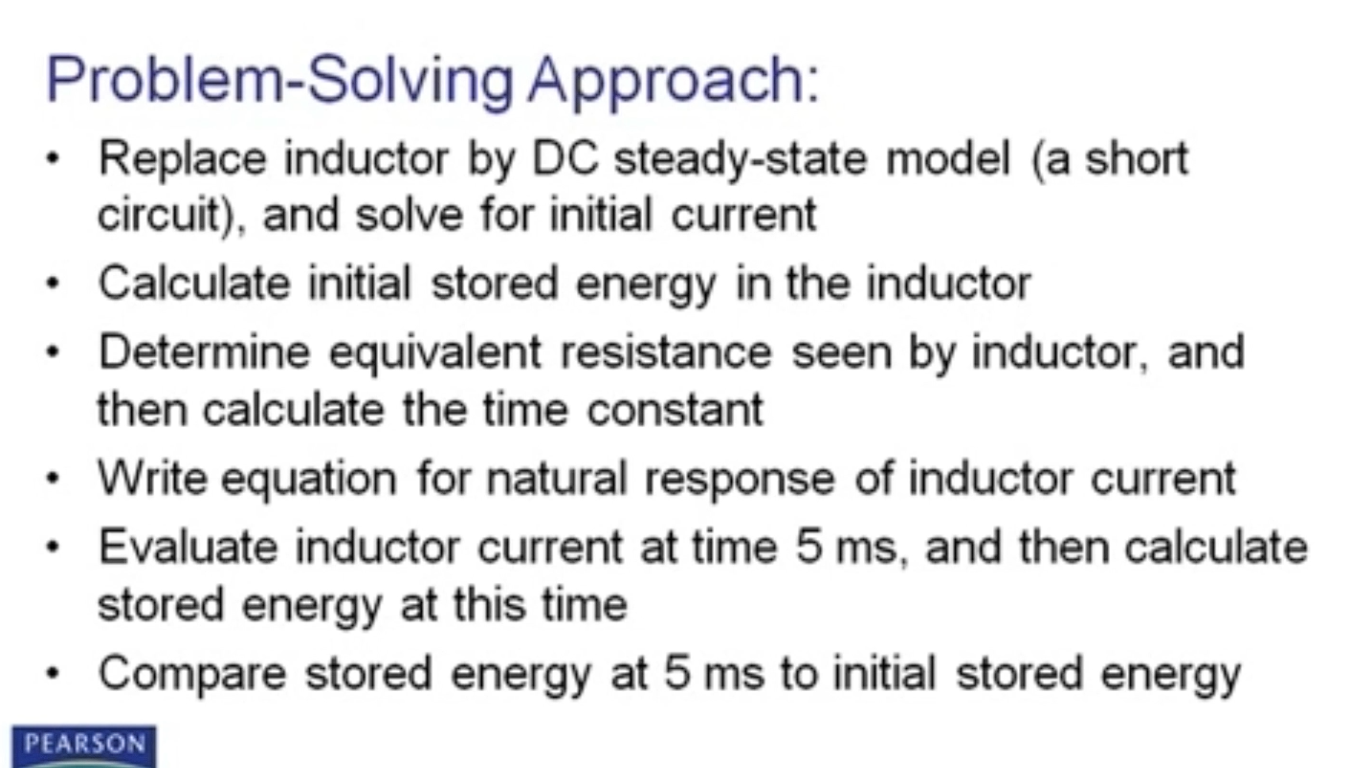 Problem-Solving Approach:
• Replace inductor by DC steady-state model (a short
circuit), and solve for initial current
• Calculate initial stored energy in the inductor
• Determine equivalent resistance seen by inductor, and
then calculate the time constant
• Write equation for natural response of inductor current
• Evaluate inductor current at time 5 ms, and then calculate
stored energy at this time
• Compare stored energy at 5 ms to initial stored energy
PEARSON